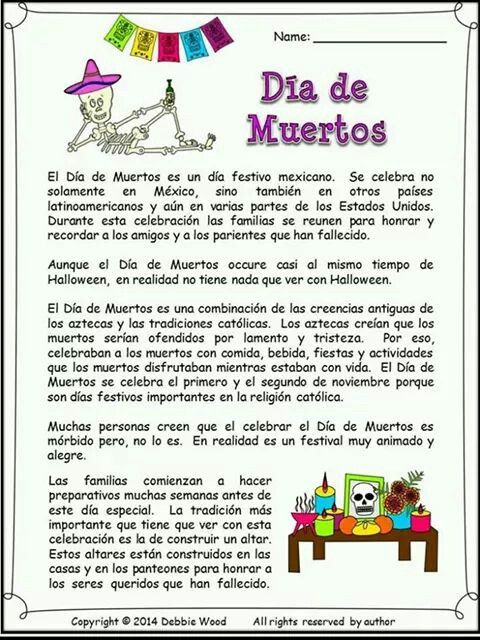 Name:
Día de
Muertos
El Día de Muertos es un día festivo mexicano. Se celebra no
solamente en México, sino también en otros países
latinoamericanos y aún en varias partes de los Estados Unidos.
Durante esta celebración las familias se reunen para honrar y
recordar a los amigos y a los parientes que han fallecido.
Aunque el Día de Muertos occure casi al mismo tiempo de
Halloween, en realidad no tiene nada que ver con Halloween.
El Día de Muertos es una combinación de las creencias antiguas de
los aztecas y las tradiciones católicas. Los aztecas creían que los
muertos serían ofendidos por lamento y tristeza. Por eso,
celebraban a los muertos con comida, bebida, fiestas y actividades
que los muertos disfrutaban mientras estaban con vida. El Día de
Muertos se celebra el primero y el segundo de noviembre porque
son días festivos importantes en la religión católica.
Muchas personas creen que el celebrar el Día de Muertos es
mórbido pero, no lo es. En realidad es un festival muy animado y
alegre.
Las familias comienzan a hacer
preparativos muchas semanas antes de
este día especial. La tradición más
importante que tiene que ver con esta
celebración es la de construir un altar.
Estos altares están construidos en las
casas y en los panteones para honrar a
los seres queridos que han fallecido.
Copyright © 2014 Debbie Wood All rights reserved by author